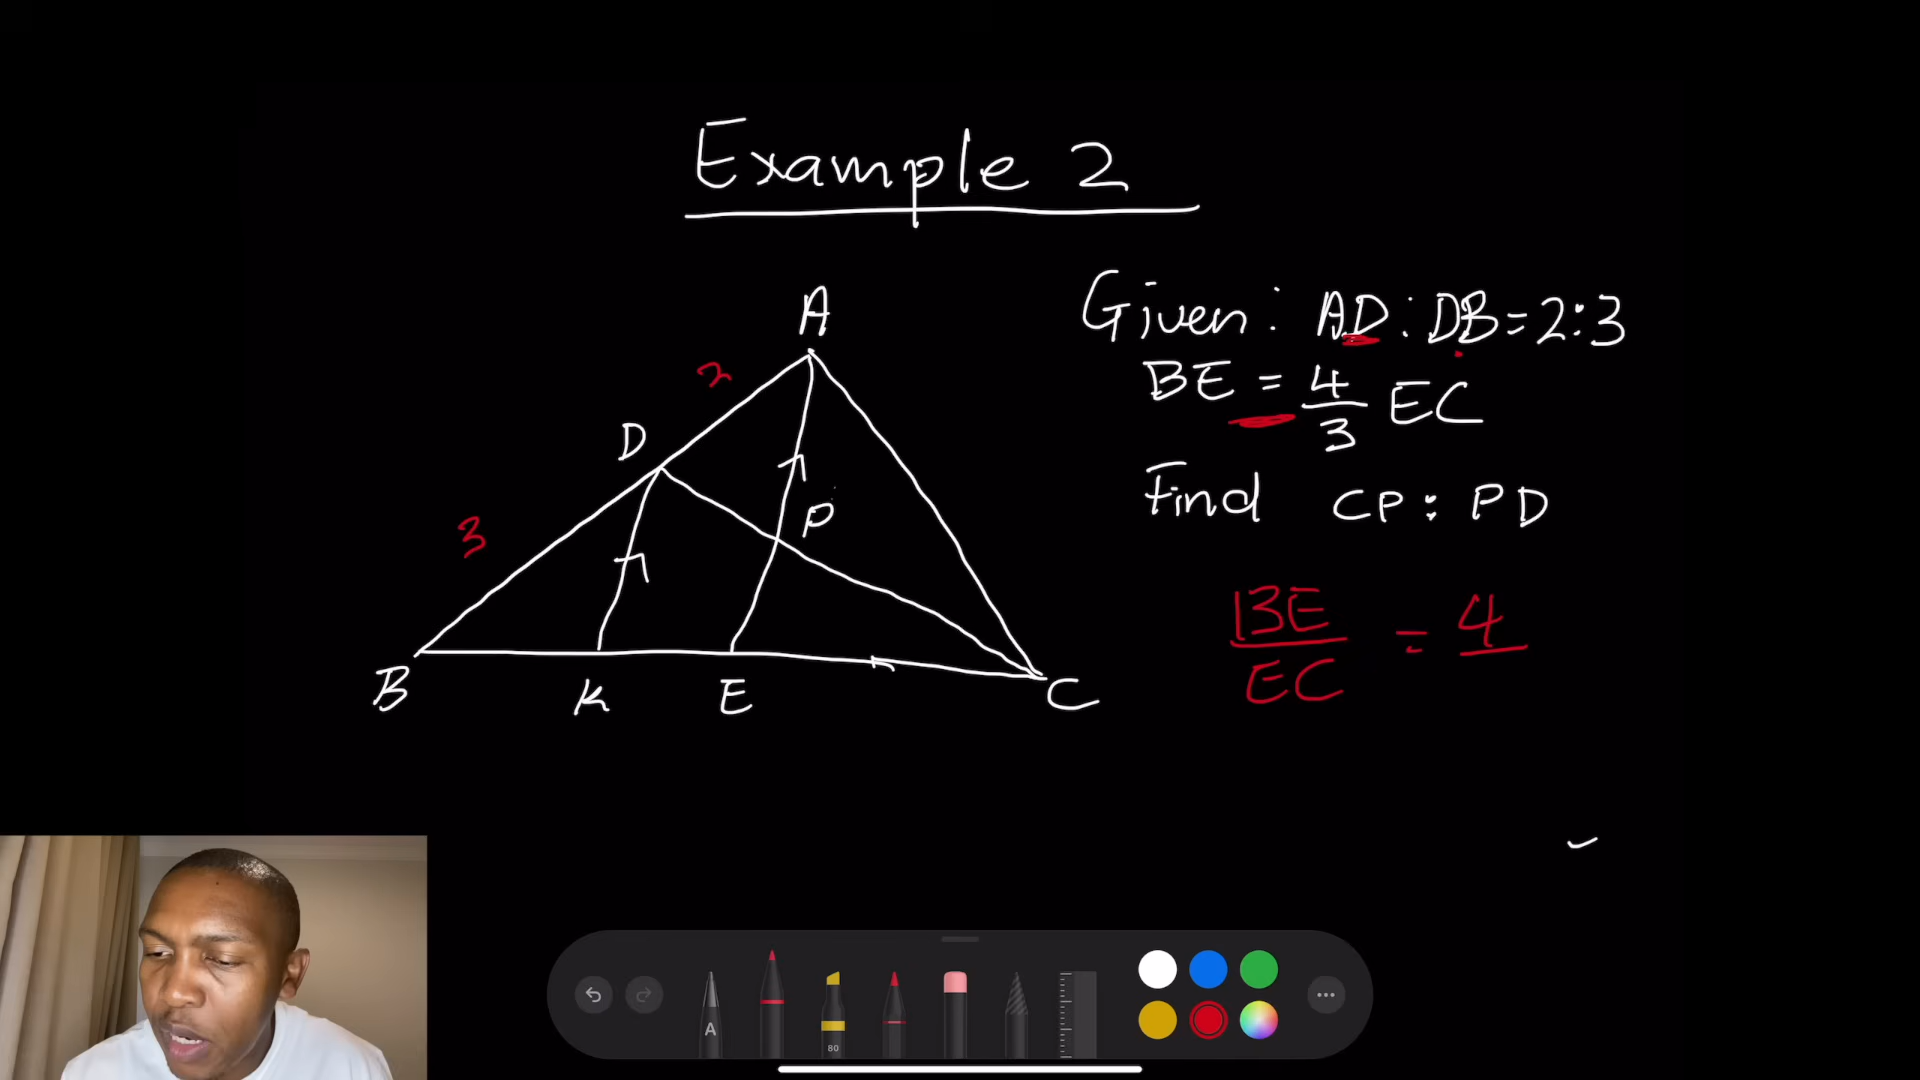 Example 2
Given: AD:DB=2:3
BE = 4/3 EC
Find CP:PD
A
2
D
P
3
B
K
E
C
BE/EC = 4
A
80